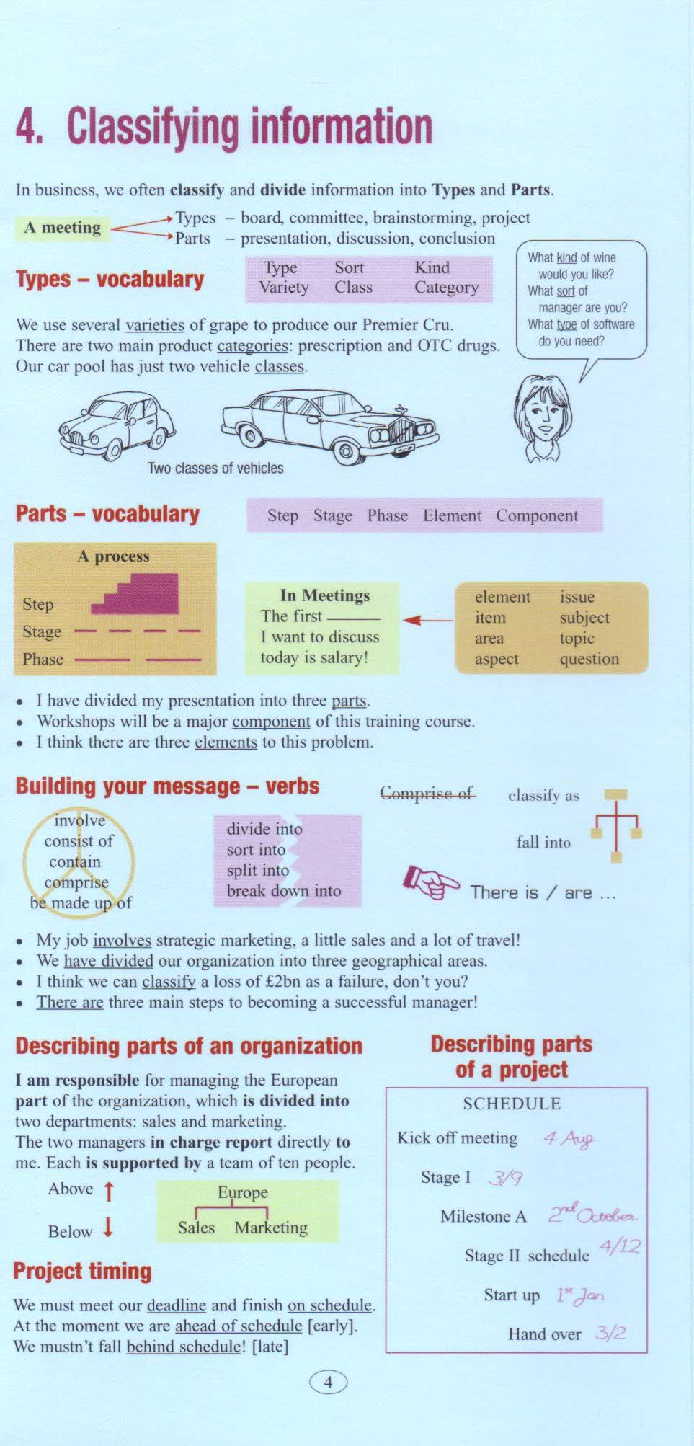 4. Classifying information
In business, we often classify and divide information into Types and Parts.
A meeting
Types – board, committee, brainstorming, project
Parts – presentation, discussion, conclusion
Types – vocabulary
Type Sort Kind
Variety Class Category
What kind of wine
would you like?
What sort of
manager are you?
What type of software
do you need?
We use several varieties of grape to produce our Premier Cru.
There are two main product categories: prescription and OTC drugs.
Our car pool has just two vehicle classes.
Two classes of vehicles
Parts – vocabulary
Step Stage Phase Element Component
A process
Step
Stage
Phase
In Meetings
The first ______
I want to discuss
today is salary!
element issue
item subject
area topic
aspect question
• I have divided my presentation into three parts.
• Workshops will be a major component of this training course.
• I think there are three elements to this problem.
Building your message – verbs
involve
consist of
contain
comprise
be made up of
divide into
sort into
split into
break down into
Comprise of
classify as
fall into
There is / are ...
• My job involves strategic marketing, a little sales and a lot of travel!
• We have divided our organization into three geographical areas.
• I think we can classify a loss of £2bn as a failure, don't you?
• There are three main steps to becoming a successful manager!
Describing parts of an organization
I am responsible for managing the European
part of the organization, which is divided into
two departments: sales and marketing.
The two managers in charge report directly to
me. Each is supported by a team of ten people.
Above
Below
Europe
Sales Marketing
Project timing
We must meet our deadline and finish on schedule.
At the moment we are ahead of schedule [early].
We mustn't fall behind schedule! [late]
Describing parts
of a project
SCHEDULE
Kick off meeting 4 Aug
Stage I 3/9
Milestone A 2nd October
Stage II schedule 4/12
Start up 1st Jan
Hand over 3/2
4